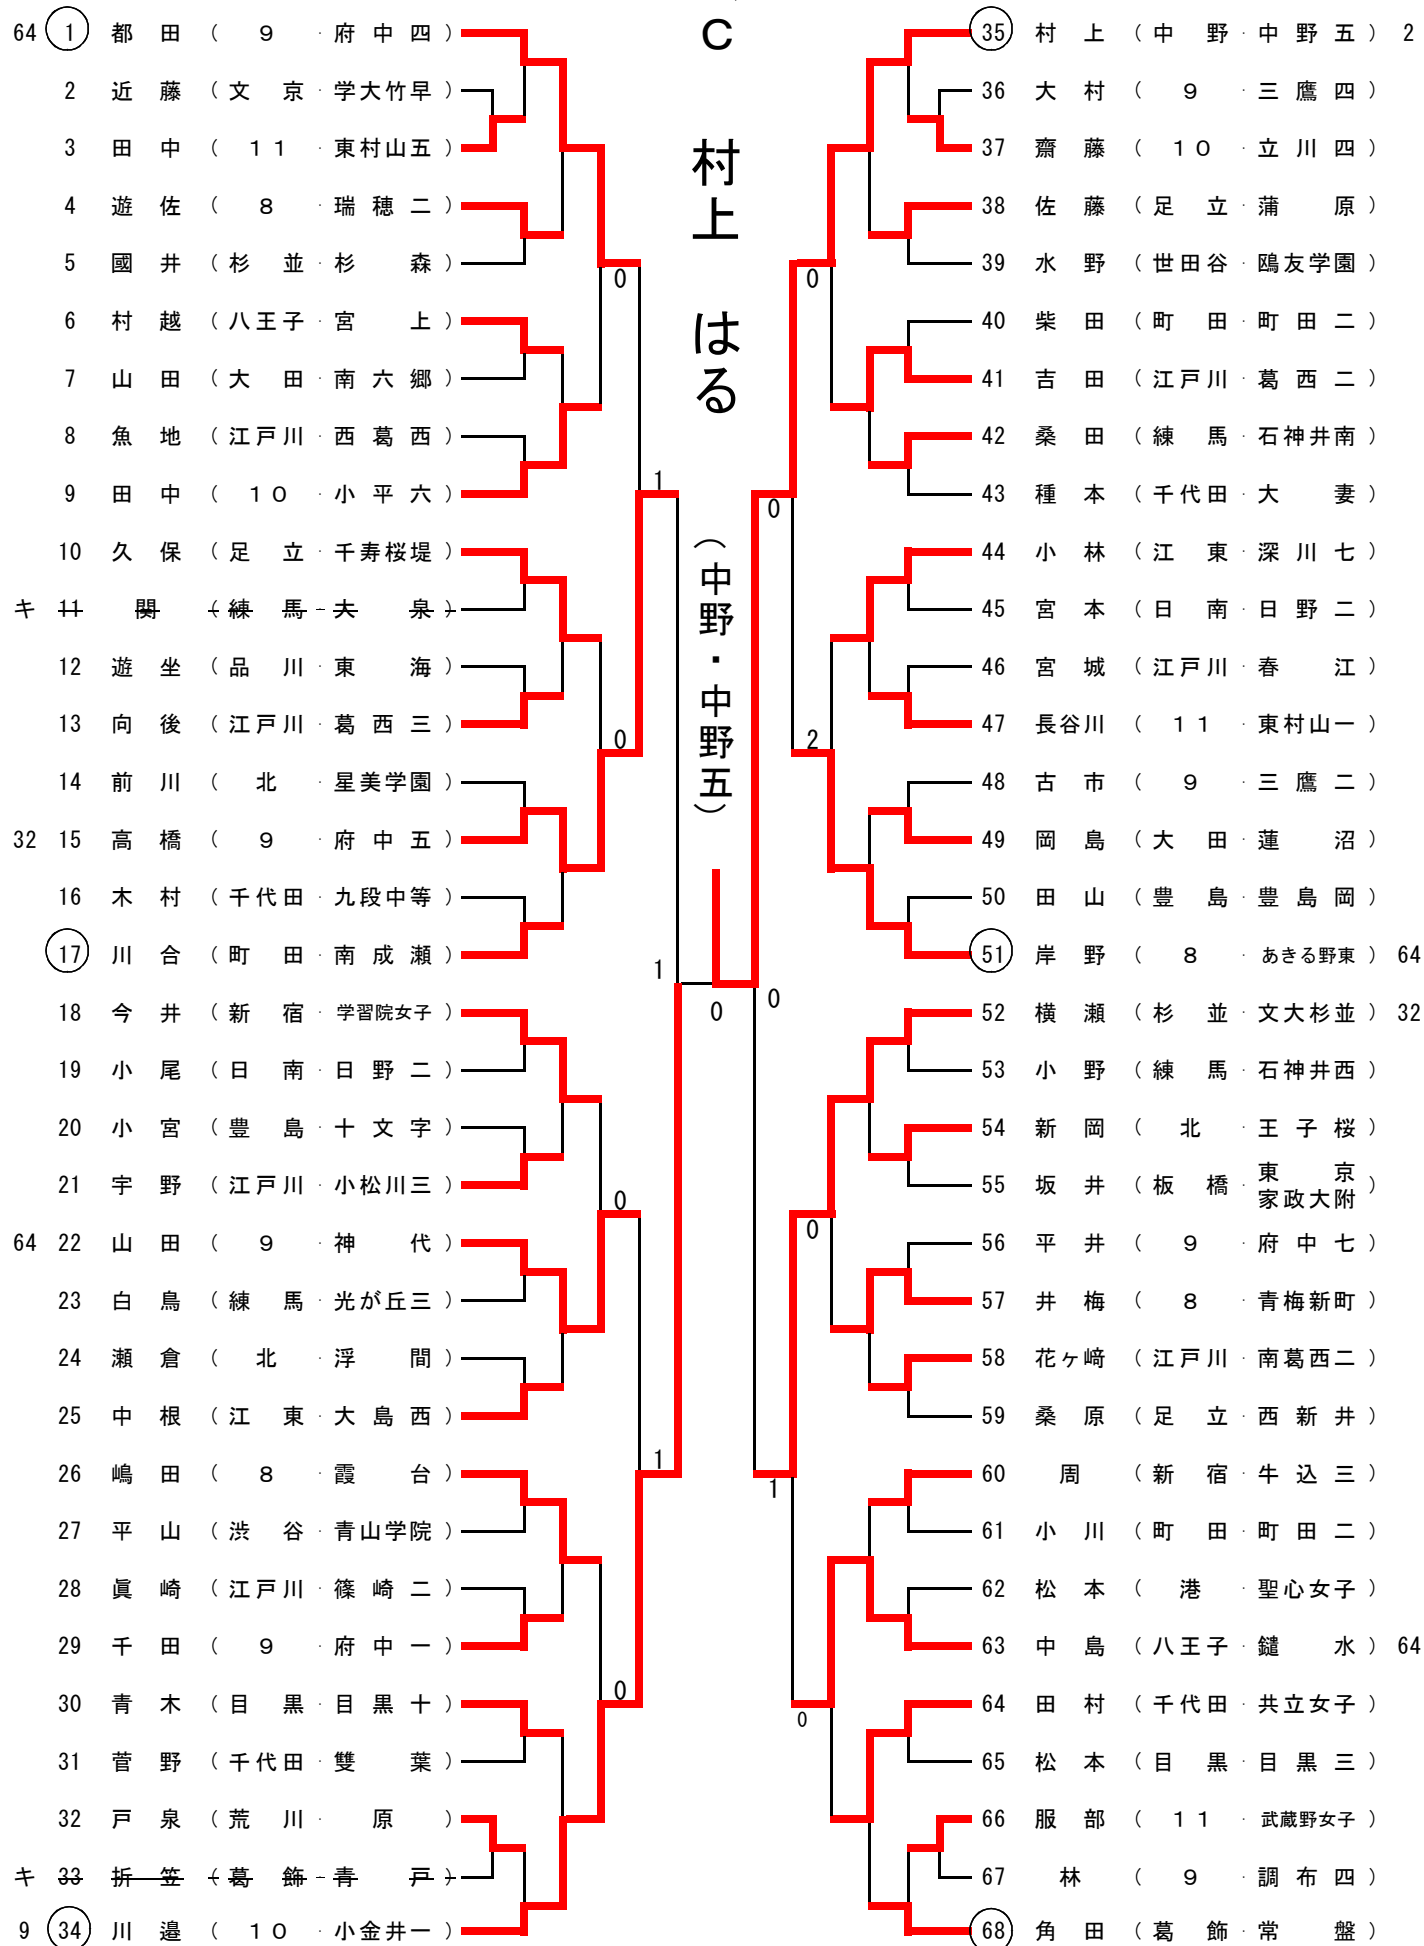 C 村上 はる (中野・中野五)
64 1 都田 (9・府中四)
2 近藤 (文京・学大竹早)
3 田中 (11・東村山五)
4 遊佐 (8・瑞穂二)
5 國井 (杉並・杉森)
6 村越 (八王子・宮上)
7 山田 (大田・南六郷)
8 魚地 (江戸川・西葛西)
9 田中 (10・小平六)
10 久保 (足立・千寿桜堤)
キ 11 関 (練馬・大泉)
12 遊坐 (品川・東海)
13 向後 (江戸川・葛西三)
14 前川 (北・星美学園)
32 15 高橋 (9・府中五)
16 木村 (千代田・九段中等)
17 川合 (町田・南成瀬)
18 今井 (新宿・学習院女子)
19 小尾 (日南・日野二)
20 小宮 (豊島・十文字)
21 宇野 (江戸川・小松川三)
64 22 山田 (9・神代)
23 白鳥 (練馬・光が丘三)
24 瀬倉 (北・浮間)
25 中根 (江東・大島西)
26 嶋田 (8・霞台)
27 平山 (渋谷・青山学院)
28 眞崎 (江戸川・篠崎二)
29 千田 (9・府中一)
30 青木 (目黒・目黒十)
31 菅野 (千代田・雙葉)
32 戸泉 (荒川・原)
キ 33 折笠 (葛飾・青戸)
9 34 川邉 (10・小金井一)
0
1
0
1
0
1
0
0
0
0
2
0
0
1
0
35 村上 (中野・中野五) 2
36 大村 (9・三鷹四)
37 齋藤 (10・立川四)
38 佐藤 (足立・蒲原)
39 水野 (世田谷・鴎友学園)
40 柴田 (町田・町田二)
41 吉田 (江戸川・葛西二)
42 桑田 (練馬・石神井南)
43 種本 (千代田・大妻)
44 小林 (江東・深川七)
45 宮本 (日南・日野二)
46 宮城 (江戸川・春江)
47 長谷川 (11・東村山一)
48 古市 (9・三鷹二)
49 岡島 (大田・蓮沼)
50 田山 (豊島・豊島岡)
51 岸野 (8・あきる野東) 64
52 横瀬 (杉並・文大杉並) 32
53 小野 (練馬・石神井西)
54 新岡 (北・王子桜)
55 坂井 (板橋・東京家政大附)
56 平井 (9・府中七)
57 井梅 (8・青梅新町)
58 花ヶ﨑 (江戸川・南葛西二)
59 桑原 (足立・西新井)
60 周 (新宿・牛込三)
61 小川 (町田・町田二)
62 松本 (港・聖心女子)
63 中島 (八王子・鑓水) 64
64 田村 (千代田・共立女子)
65 松本 (目黒・目黒三)
66 服部 (11・武蔵野女子)
67 林 (9・調布四)
68 角田 (葛飾・常盤)